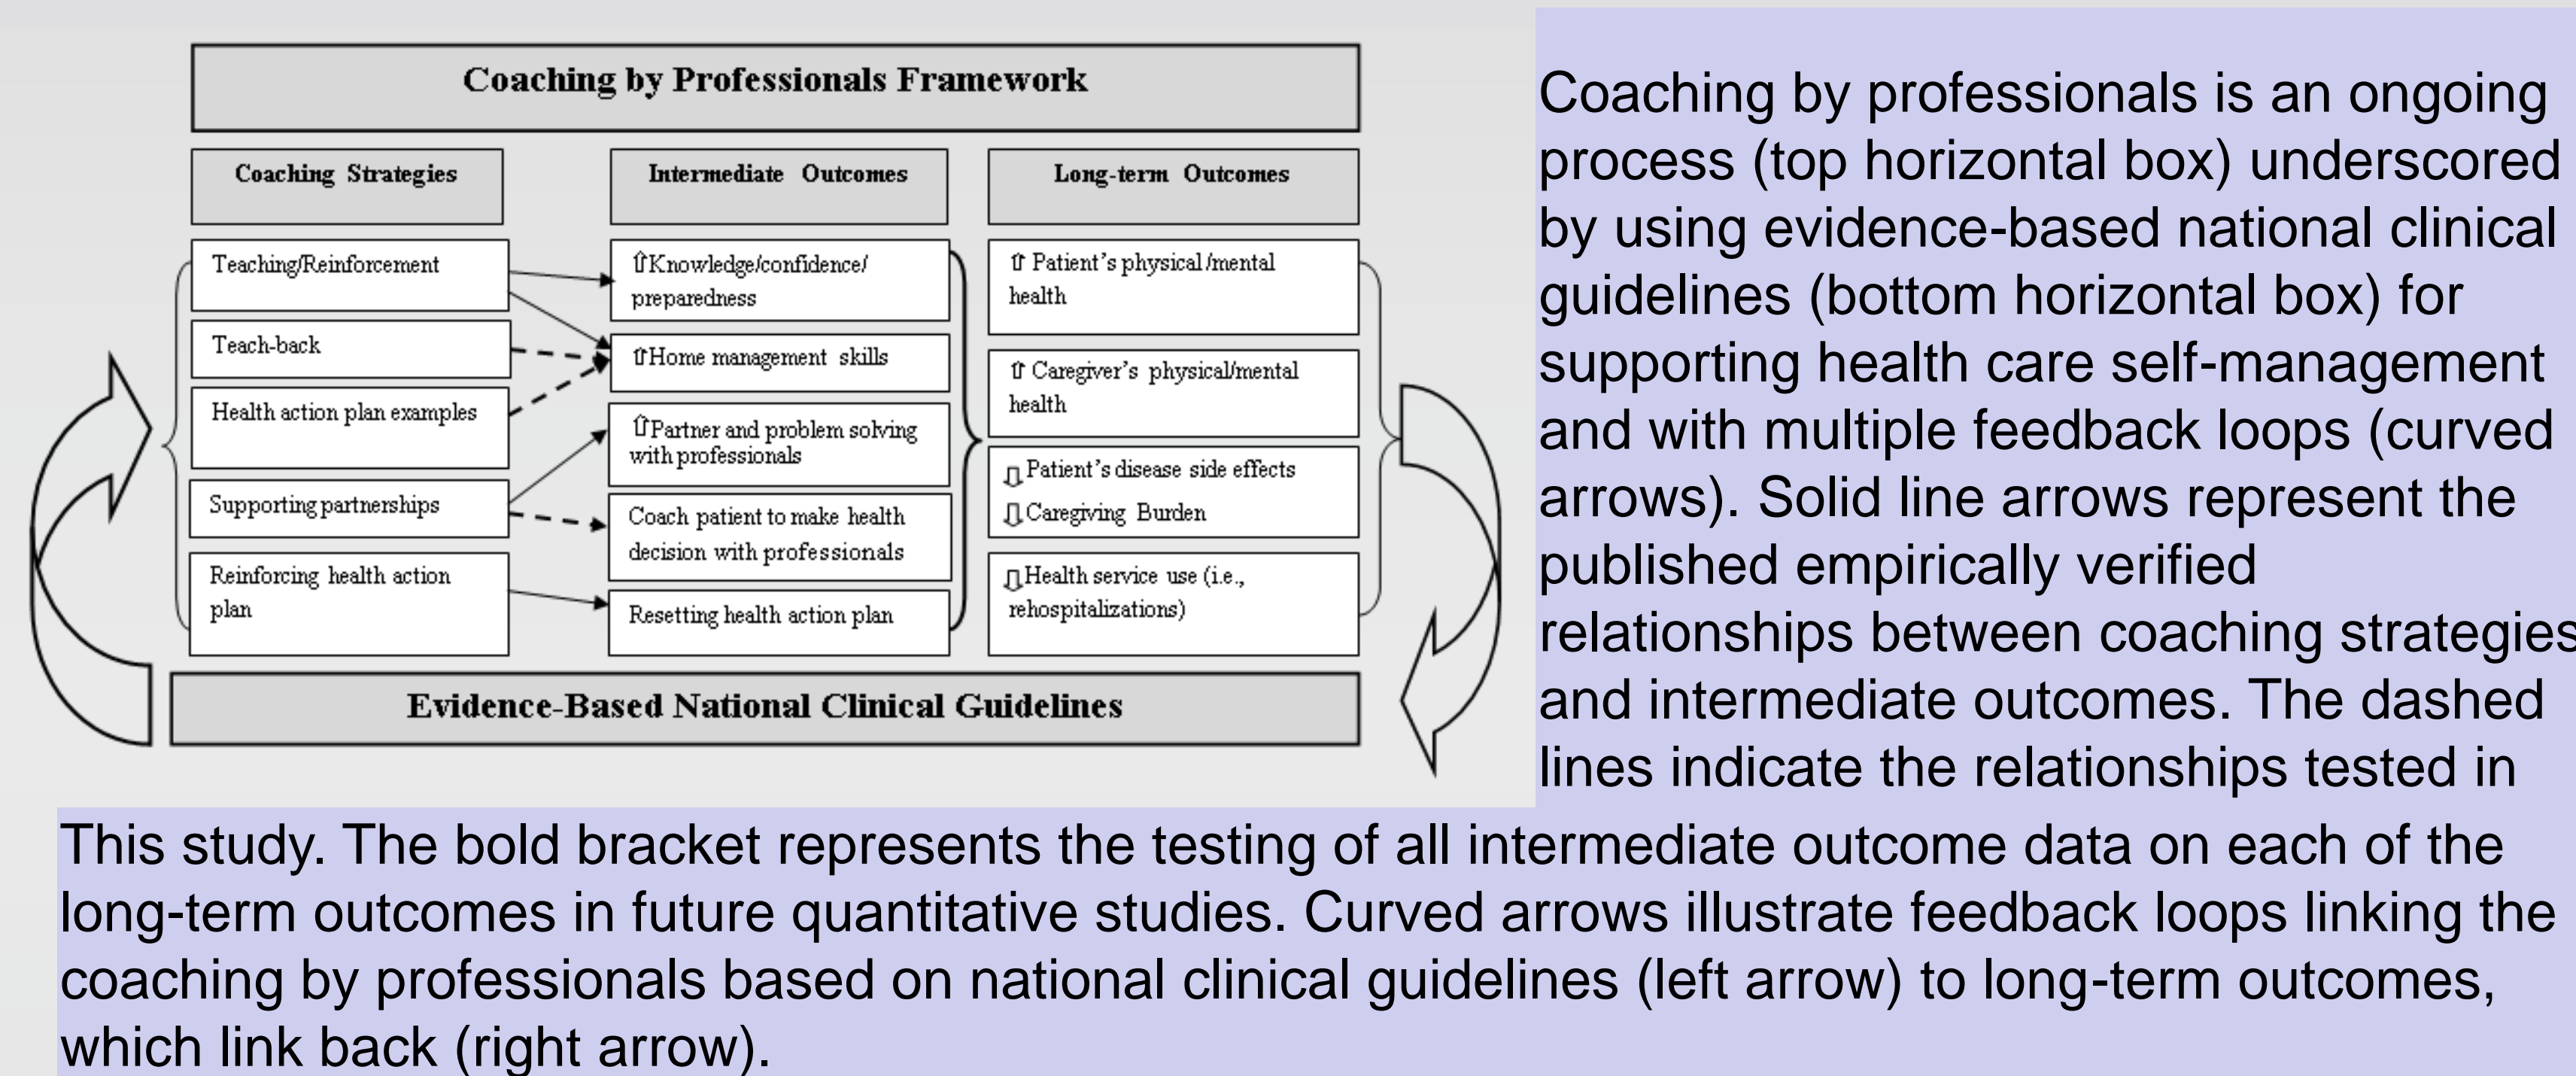 Coaching by Professionals Framework
Coaching Strategies
Teaching/Reinforcement
Teach-back
Health action plan examples
Supporting partnerships
Reinforcing health action
plan
Intermediate Outcomes
⇧Knowledge/confidence/
preparedness
⇧Home management skills
⇧Partner and problem solving
with professionals
Coach patient to make health
decision with professionals
Resetting health action plan
Long-term Outcomes
⇧ Patient's physical/mental
health
⇧ Caregiver's physical/mental
health
⇩ Patient's disease side effects
⇩ Caregiving Burden
⇩ Health service use (i.e.,
rehospitalizations)
Evidence-Based National Clinical Guidelines
Coaching by professionals is an ongoing
process (top horizontal box) underscored
by using evidence-based national clinical
guidelines (bottom horizontal box) for
supporting health care self-management
and with multiple feedback loops (curved
arrows). Solid line arrows represent the
published empirically verified
relationships between coaching strategies
and intermediate outcomes. The dashed
lines indicate the relationships tested in
This study. The bold bracket represents the testing of all intermediate outcome data on each of the
long-term outcomes in future quantitative studies. Curved arrows illustrate feedback loops linking the
coaching by professionals based on national clinical guidelines (left arrow) to long-term outcomes,
which link back (right arrow).